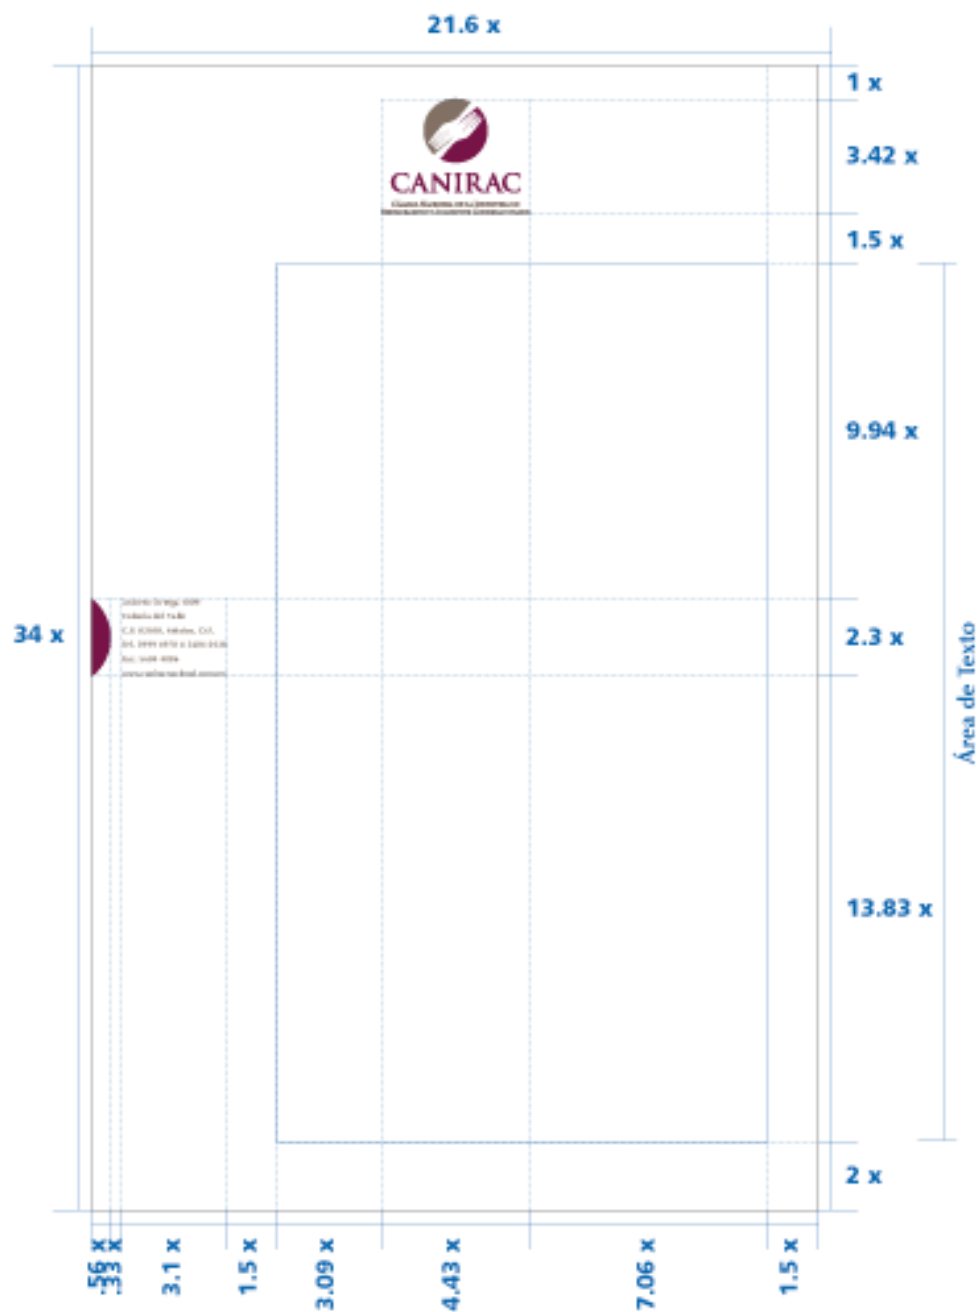 21.6 x
1 x
3.42 x
CANIRAC
1.5 x
9.94 x
34 x
2.3 x
Área de Texto
13.83 x
2 x
.56 x
.33 x
3.1 x
1.5 x
3.09 x
4.43 x
7.06 x
1.5 x